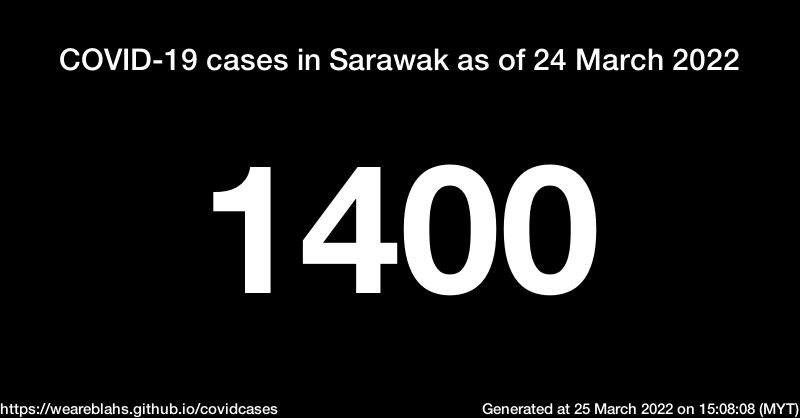 COVID-19 cases in Sarawak as of 24 March 2022
1400
https://weareblahs.github.io/covidcases
Generated at 25 March 2022 on 15:08:08 (MYT)